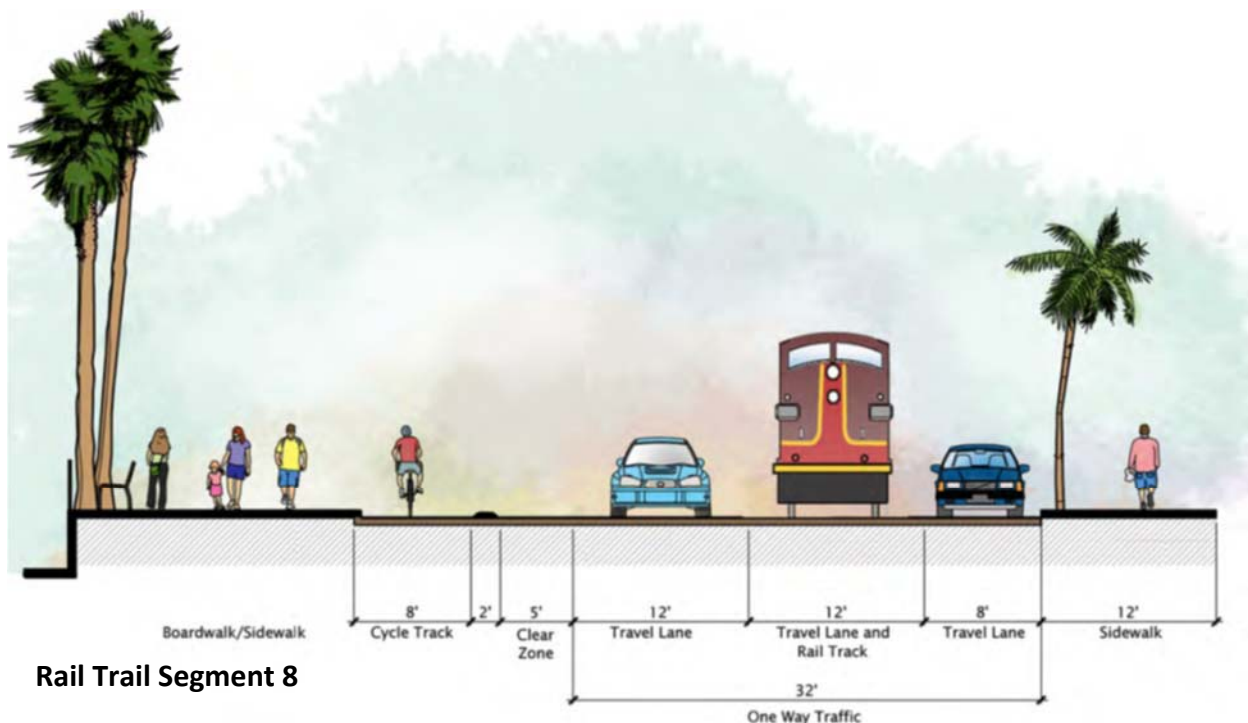 8'
2'
5'
12'
12'
8'
12'
Boardwalk/Sidewalk
Cycle Track
Clear
Zone
Travel Lane
Travel Lane and
Rail Track
Travel Lane
Sidewalk
Rail Trail Segment 8
32'
One Way Traffic